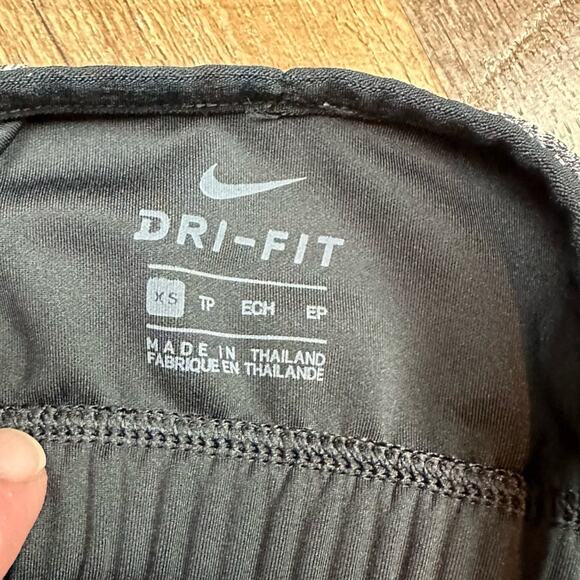 DRI-FIT
XS TP ECH EP
MADE IN THAILAND
FABRIQUE EN THAILANDE